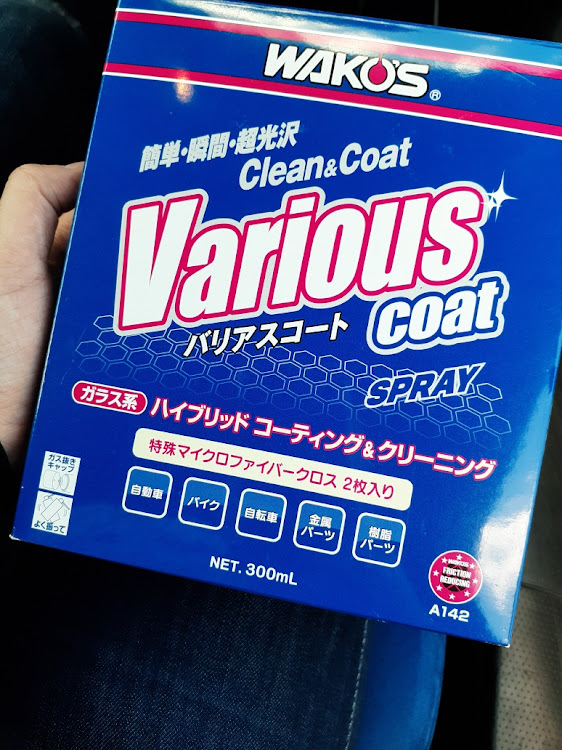 WAKO'S®
簡単・瞬間・超光沢
Clean&Coat
Various
coat
バリアスコート
SPRAY
ガラス系 ハイブリッド コーティング&クリーニング
特殊マイクロファイバークロス 2枚入り
ガス抜き
キャップ
よく振って
自動車
バイク
自転車
金属
パーツ
樹脂
パーツ
NET. 300mL
FRICTION
REDUCING
A142